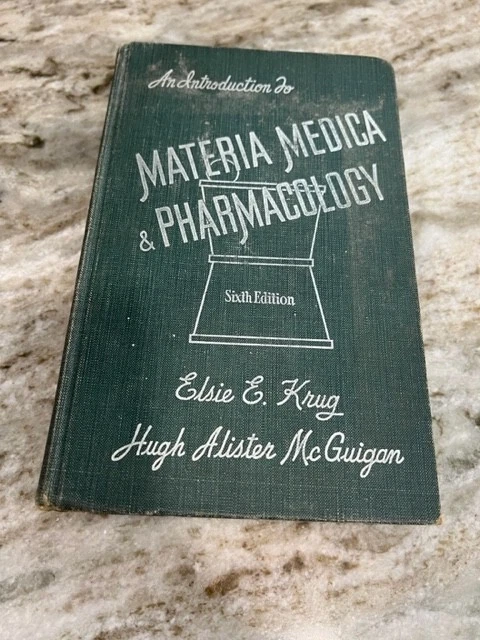 An Introduction To
MATERIA MEDICA
& PHARMACOLOGY
Sixth Edition
Elsie E. Krug
Hugh Alister McGuigan